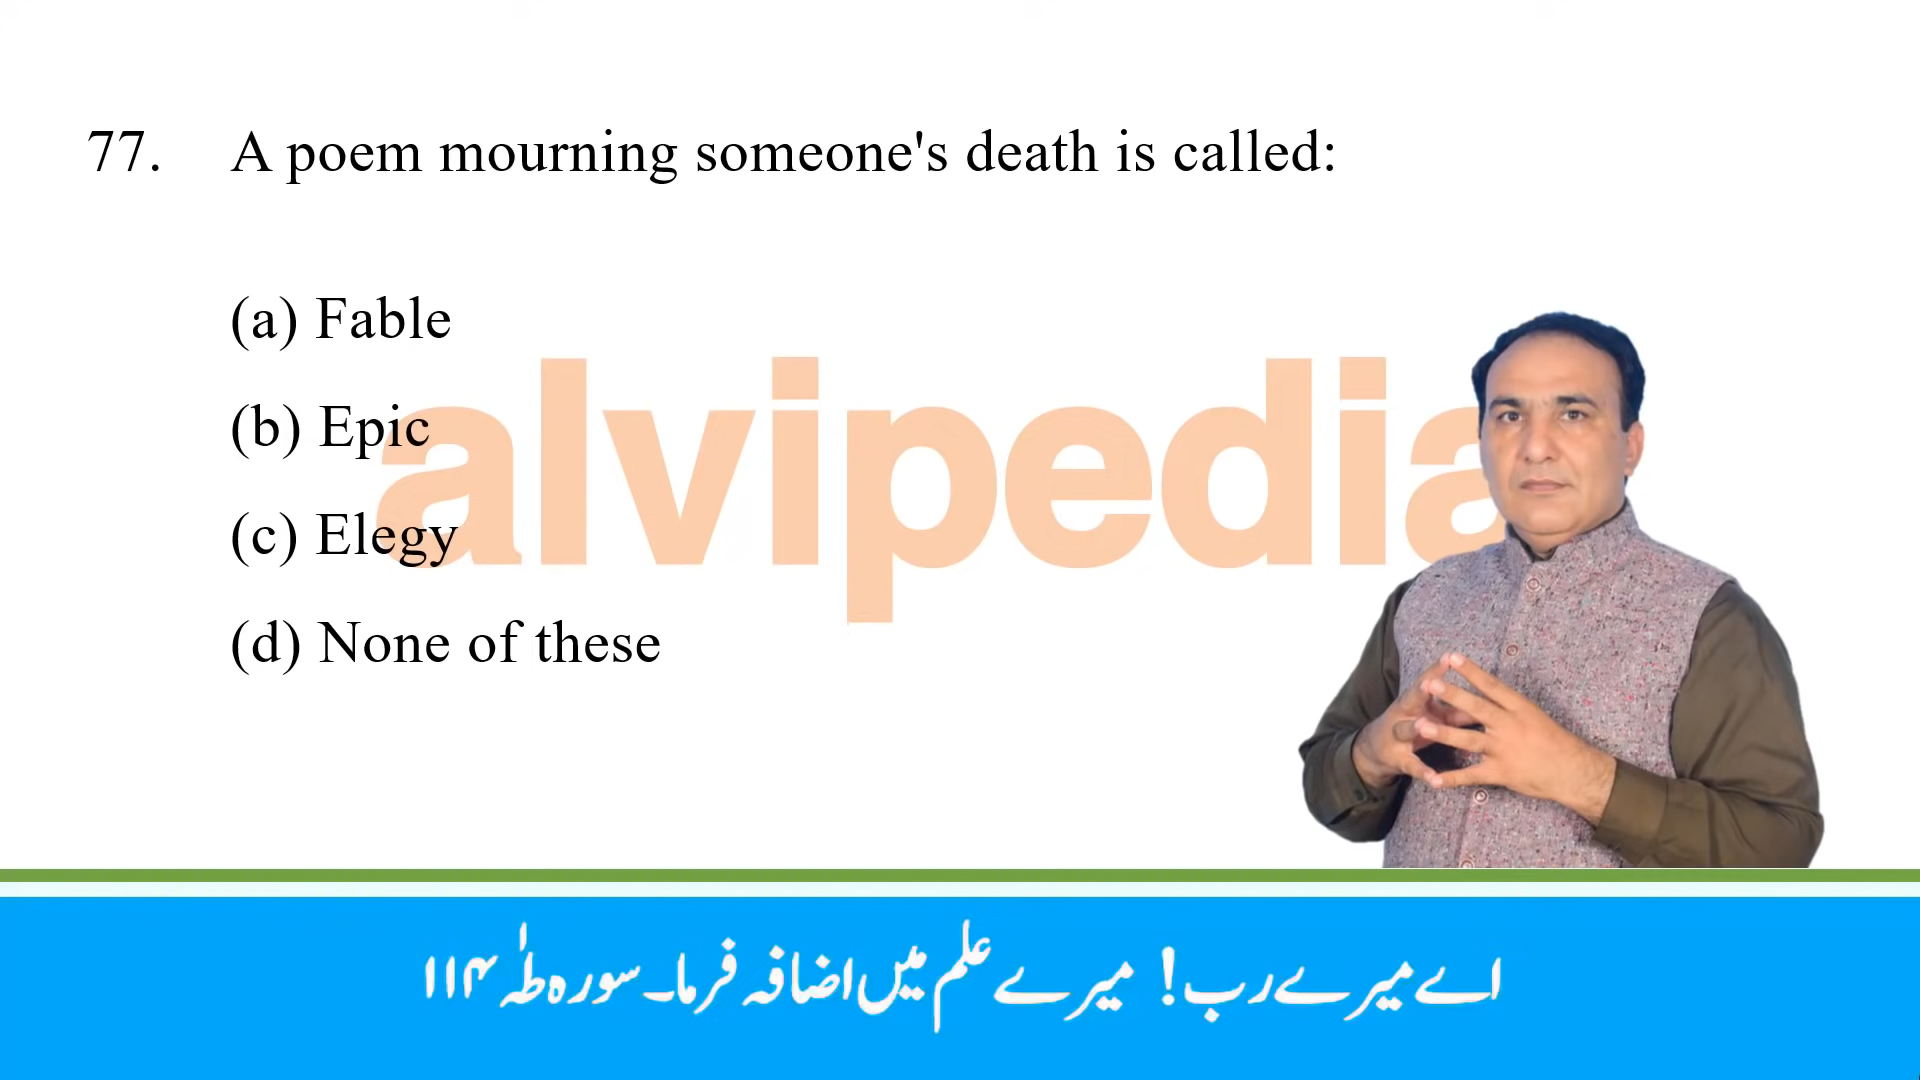 77. A poem mourning someone's death is called:
(a) Fable
(b) Epic
(c) Elegy
(d) None of these
alvipedia
اے میرے رب! میرے علم میں اضافہ فرما۔ سورہ طہٰ ۱۱۴